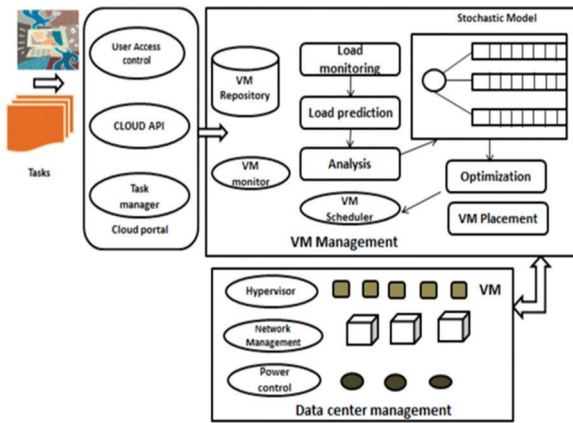 Stochastic Model
User Access
control
CLOUD API
Task
manager
Cloud portal
Tasks
VM
Repository
VM
monitor
Load
monitoring
Load prediction
Analysis
VM
Scheduler
Optimization
VM Placement
VM Management
Hypervisor
VM
Network
Management
Power
control
Data center management